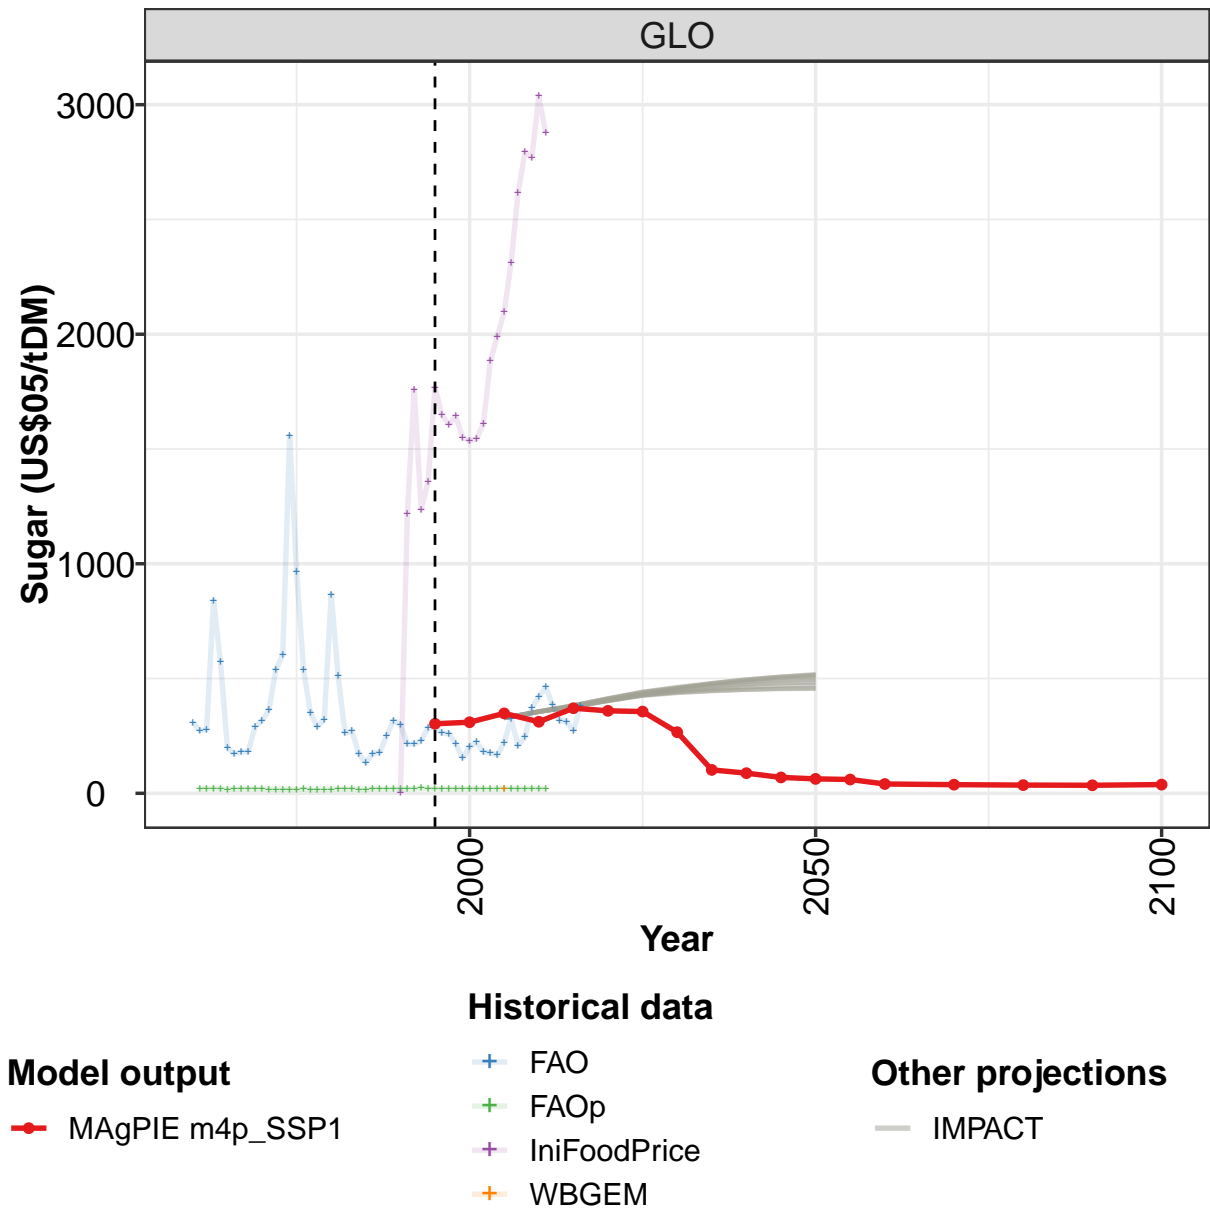 GLO
3000
2000
1000
0
Sugar (US$05/tDM)
2000
2050
2100
Year
Historical data
FAO
FAOp
IniFoodPrice
WBGEM
Model output
MAgPIE m4p_SSP1
Other projections
IMPACT